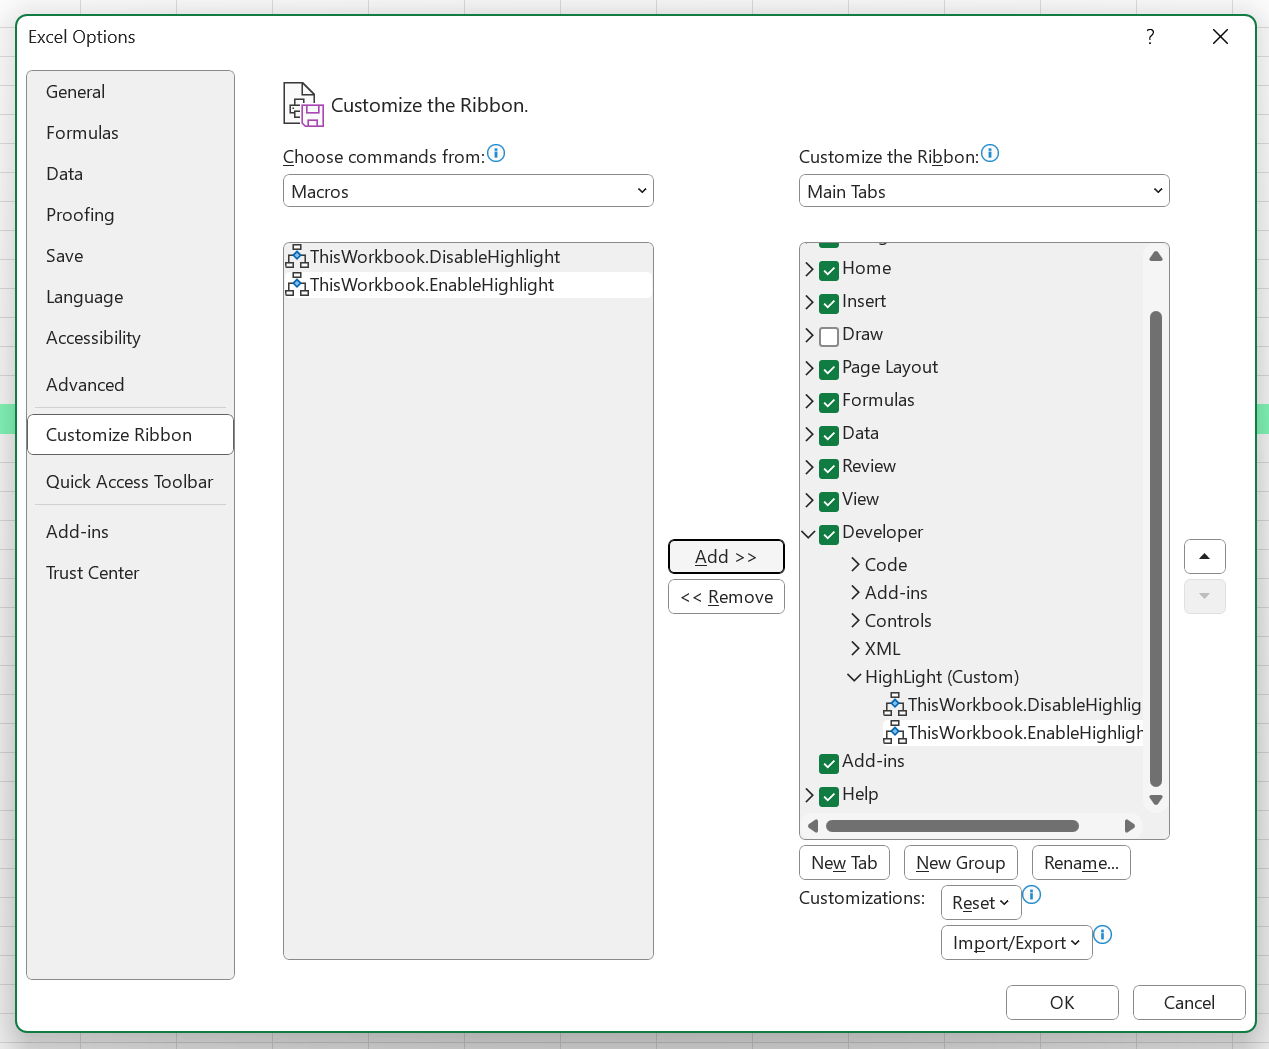 Excel Options
?
General
Formulas
Data
Proofing
Save
Language
Accessibility
Advanced
Customize Ribbon
Quick Access Toolbar
Add-ins
Trust Center
Customize the Ribbon.
Choose commands from:
Macros
ThisWorkbook.DisableHighlight
ThisWorkbook.EnableHighlight
Add >>
<< Remove
Customize the Ribbon:
Main Tabs
Home
Insert
Draw
Page Layout
Formulas
Data
Review
View
Developer
Code
Add-ins
Controls
XML
HighLight (Custom)
ThisWorkbook.DisableHighlig
ThisWorkbook.EnableHighligh
Add-ins
Help
New Tab
New Group
Rename...
Customizations:
Reset
Import/Export
OK
Cancel